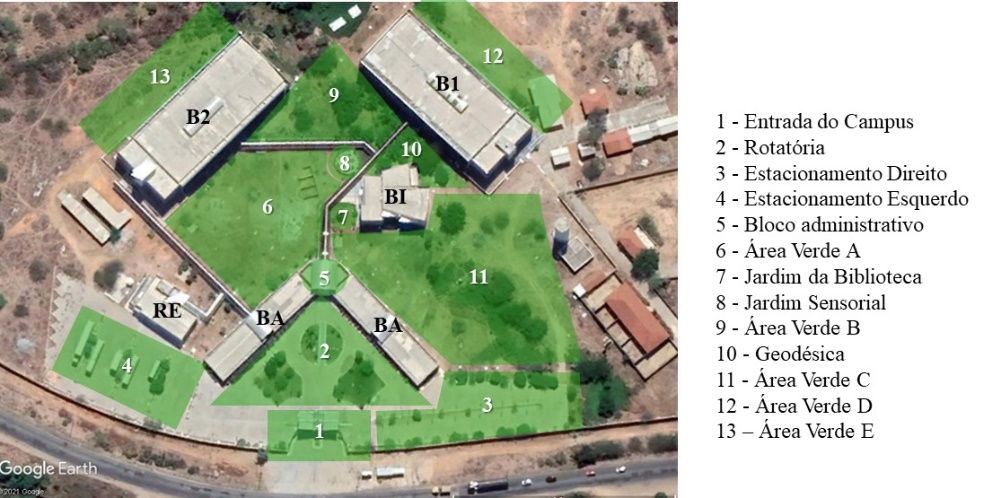 12
13
B1
9
B2
10
8
BI
6
7
11
5
RE
BA
BA
2
4
3
1
Google Earth
©2021 Google
1 - Entrada do Campus
2 - Rotatória
3 - Estacionamento Direito
4 - Estacionamento Esquerdo
5 - Bloco administrativo
6 - Área Verde A
7 - Jardim da Biblioteca
8 - Jardim Sensorial
9 - Área Verde B
10 - Geodésica
11 - Área Verde C
12 - Área Verde D
13 – Área Verde E